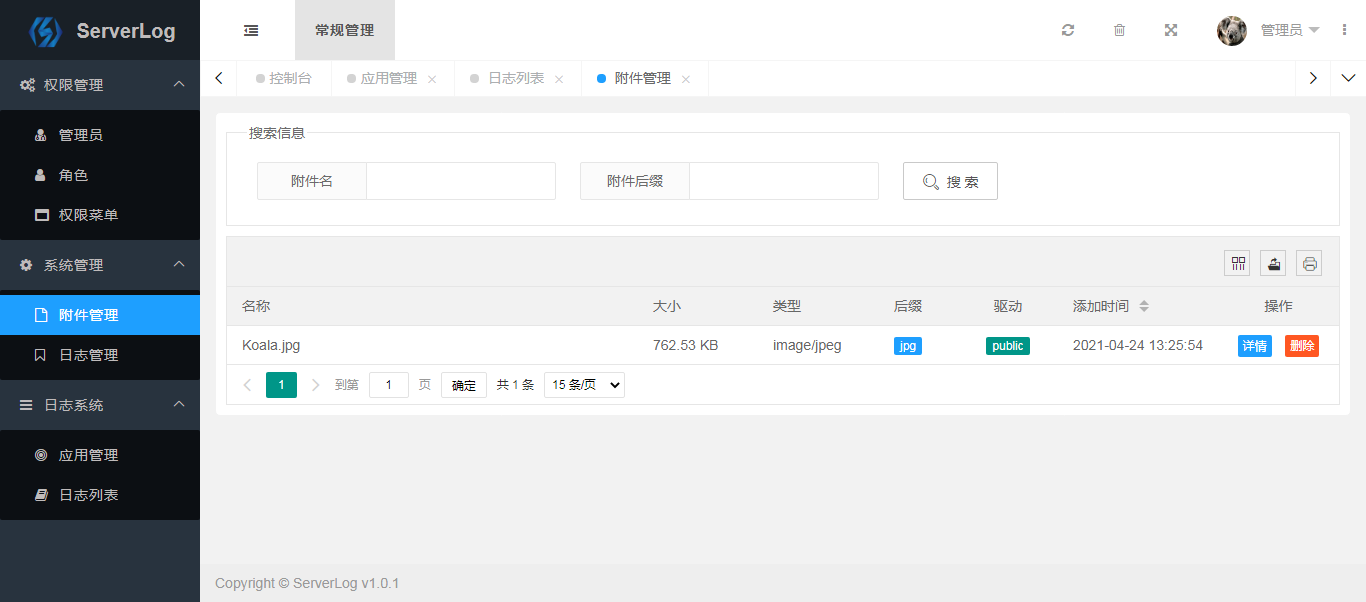 ServerLog
常规管理
管理员
权限管理
管理员
角色
权限菜单
系统管理
附件管理
日志管理
日志系统
应用管理
日志列表
控制台
应用管理
日志列表
附件管理
搜索信息
附件名
附件后缀
搜 索
名称 大小 类型 后缀 驱动 添加时间 操作
Koala.jpg 762.53 KB image/jpeg jpg public 2021-04-24 13:25:54 详情 删除
1 到第 1 页 确定 共 1 条 15 条/页
Copyright © ServerLog v1.0.1